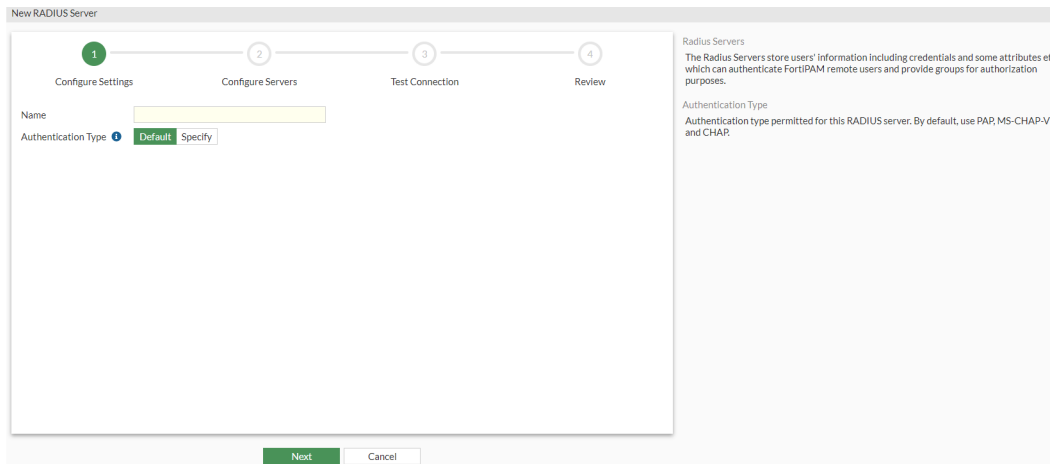 New RADIUS Server
1
2
3
4
Configure Settings
Configure Servers
Test Connection
Review
Name
Authentication Type
Default
Specify
Next
Cancel
Radius Servers
The Radius Servers store users' information including credentials and some attributes
which can authenticate FortiPAM remote users and provide groups for authorization
purposes.
Authentication Type
Authentication type permitted for this RADIUS server. By default, use PAP, MS-CHAP-V
and CHAP.